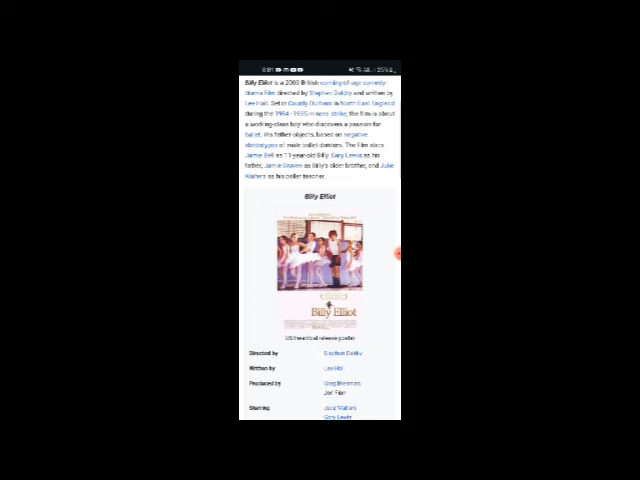 Billy Elliot is a 2000 British coming of age comedy-
drama film directed by Stephen Daldry and written by
Lee Hall. Set in County Durham in North East England
during the 1984–1985 miners' strike, the film is about
a working-class boy who discovers a passion for
ballet. His father objects, based on negative
stereotypes of male ballet dancers. The film stars
Jamie Bell as 11-year-old Billy, Gary Lewis as his
father, Jamie Draven as Billy's older brother, and Julie
Walters as his ballet teacher.
Billy Elliot
Billy Elliot
US theatrical release poster
Directed by Stephen Daldry
Written by Lee Hall
Produced by Greg Brenman
Jon Finn
Starring Julie Walters
Gary Lewis